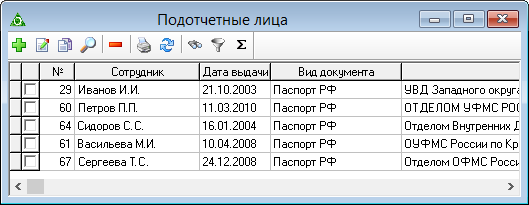 Подотчетные лица
Σ
№ Сотрудник Дата выдачи Вид документа
29 Иванов И.И. 21.10.2003 Паспорт РФ УВД Западного округа
60 Петров П.П. 11.03.2010 Паспорт РФ ОТДЕЛОМ УФМС РОС
64 Сидоров С.С. 16.01.2004 Паспорт РФ Отделом Внутренних Д
61 Васильева М.И. 10.04.2008 Паспорт РФ ОУФМС России по Кр
67 Сергеева Т.С. 24.12.2008 Паспорт РФ Отделом ОФМС Росси